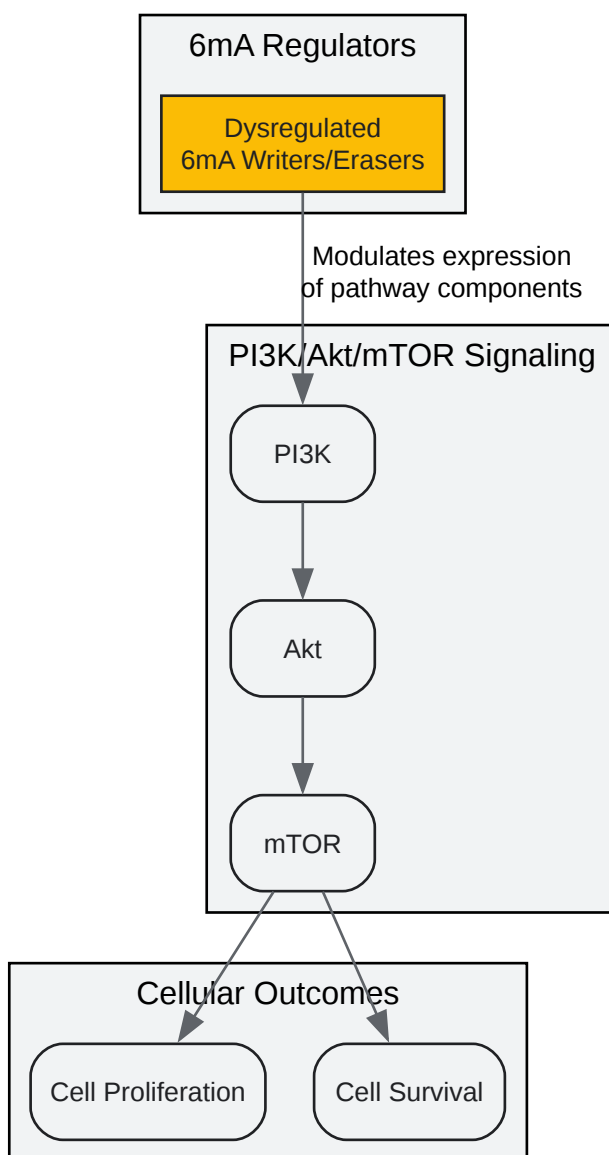 6mA Regulators
Dysregulated
6mA Writers/Erasers
Modulates expression
of pathway components
PI3K/Akt/mTOR Signaling
PI3K
Akt
mTOR
Cellular Outcomes
Cell Proliferation
Cell Survival